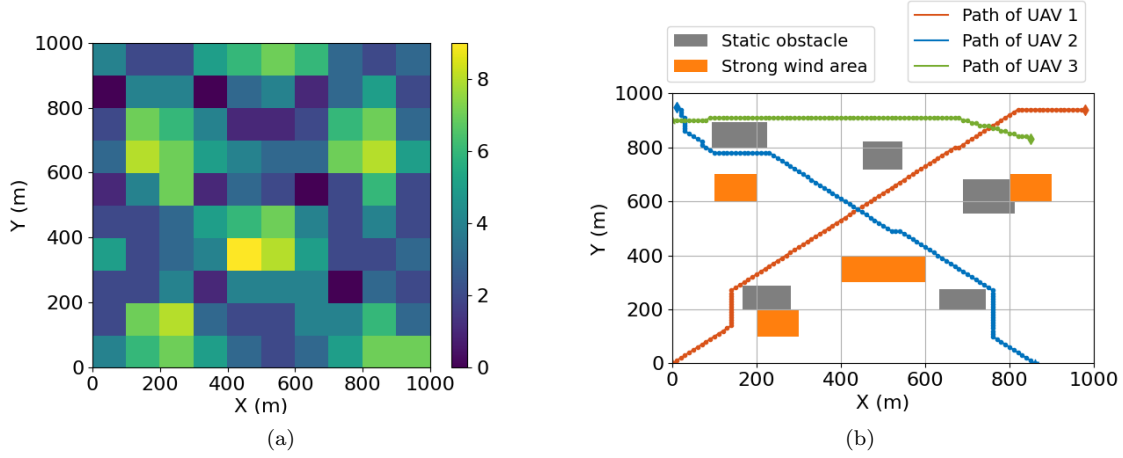 1000
800
600
400
200
0
Y (m)
0 200 400 600 800 1000
X (m)
8
6
4
2
0
(a)
Static obstacle
Strong wind area
Path of UAV 1
Path of UAV 2
Path of UAV 3
1000
800
600
400
200
0
Y (m)
0 200 400 600 800 1000
X (m)
(b)